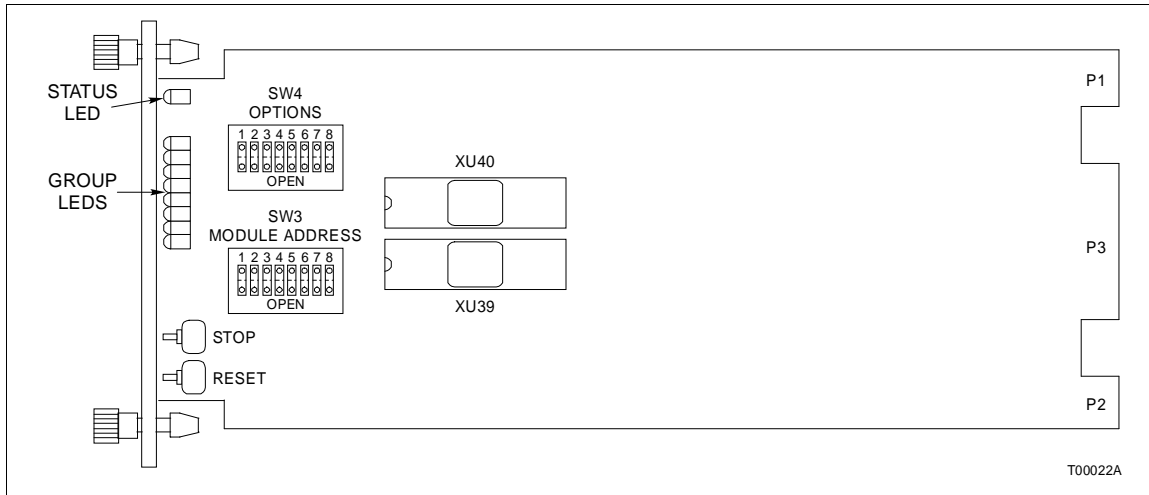 STATUS
LED
GROUP
LEDS
SW4
OPTIONS
1 2 3 4 5 6 7 8
OPEN
SW3
MODULE ADDRESS
1 2 3 4 5 6 7 8
OPEN
XU40
XU39
STOP
RESET
P1
P3
P2
T00022A